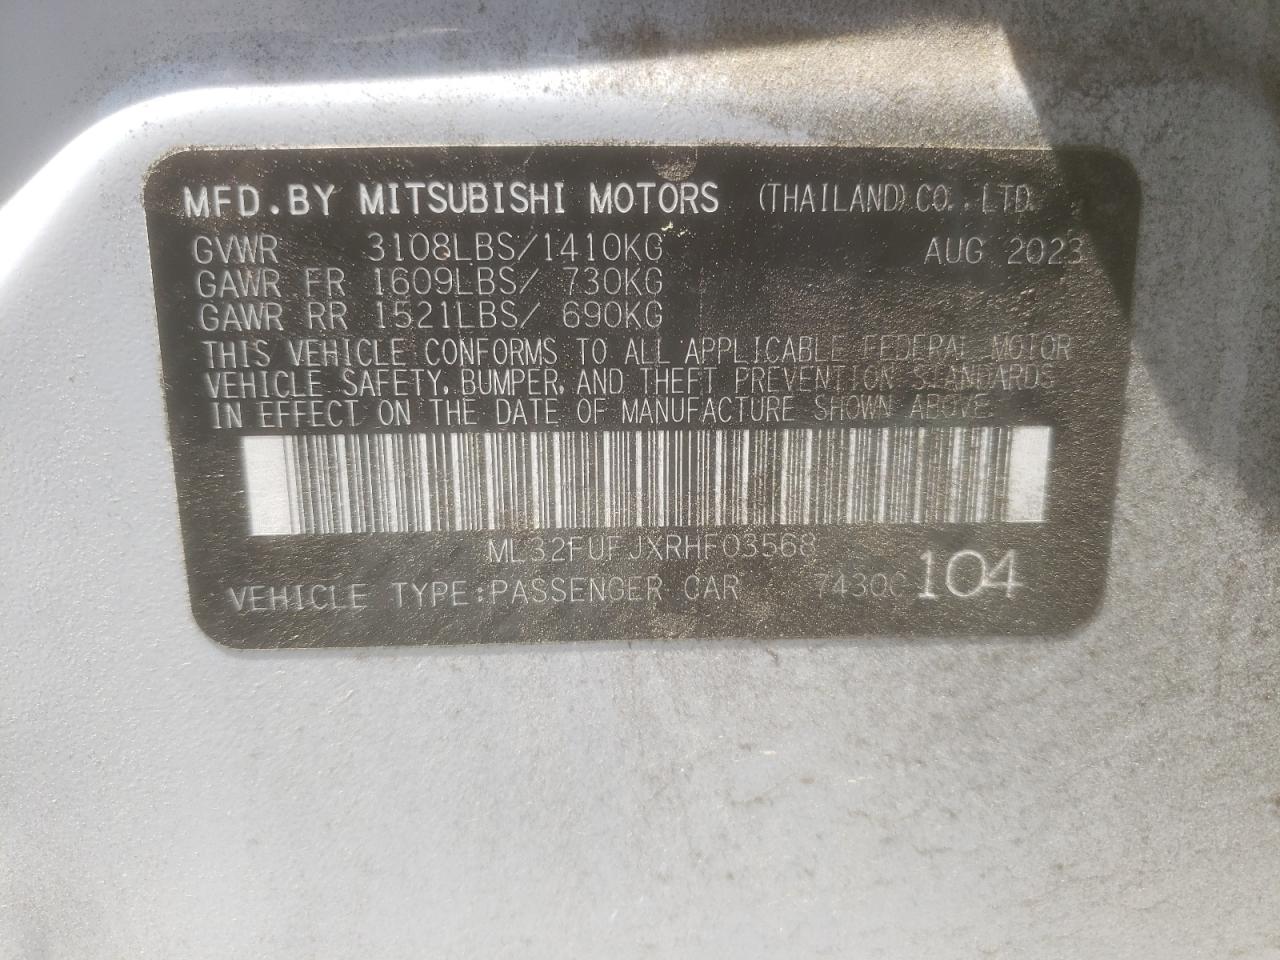 MFD.BY MITSUBISHI MOTORS (THAILAND) CO., LTD.
GVWR 3108LBS/1410KG AUG 2023
GAWR FR 1609LBS/ 730KG
GAWR RR 1521LBS/ 690KG
THIS VEHICLE CONFORMS TO ALL APPLICABLE FEDERAL MOTOR
VEHICLE SAFETY, BUMPER, AND THEFT PREVENTION STANDARDS
IN EFFECT ON THE DATE OF MANUFACTURE SHOWN ABOVE
ML32FUFJXRHF03568
VEHICLE TYPE:PASSENGER CAR 104